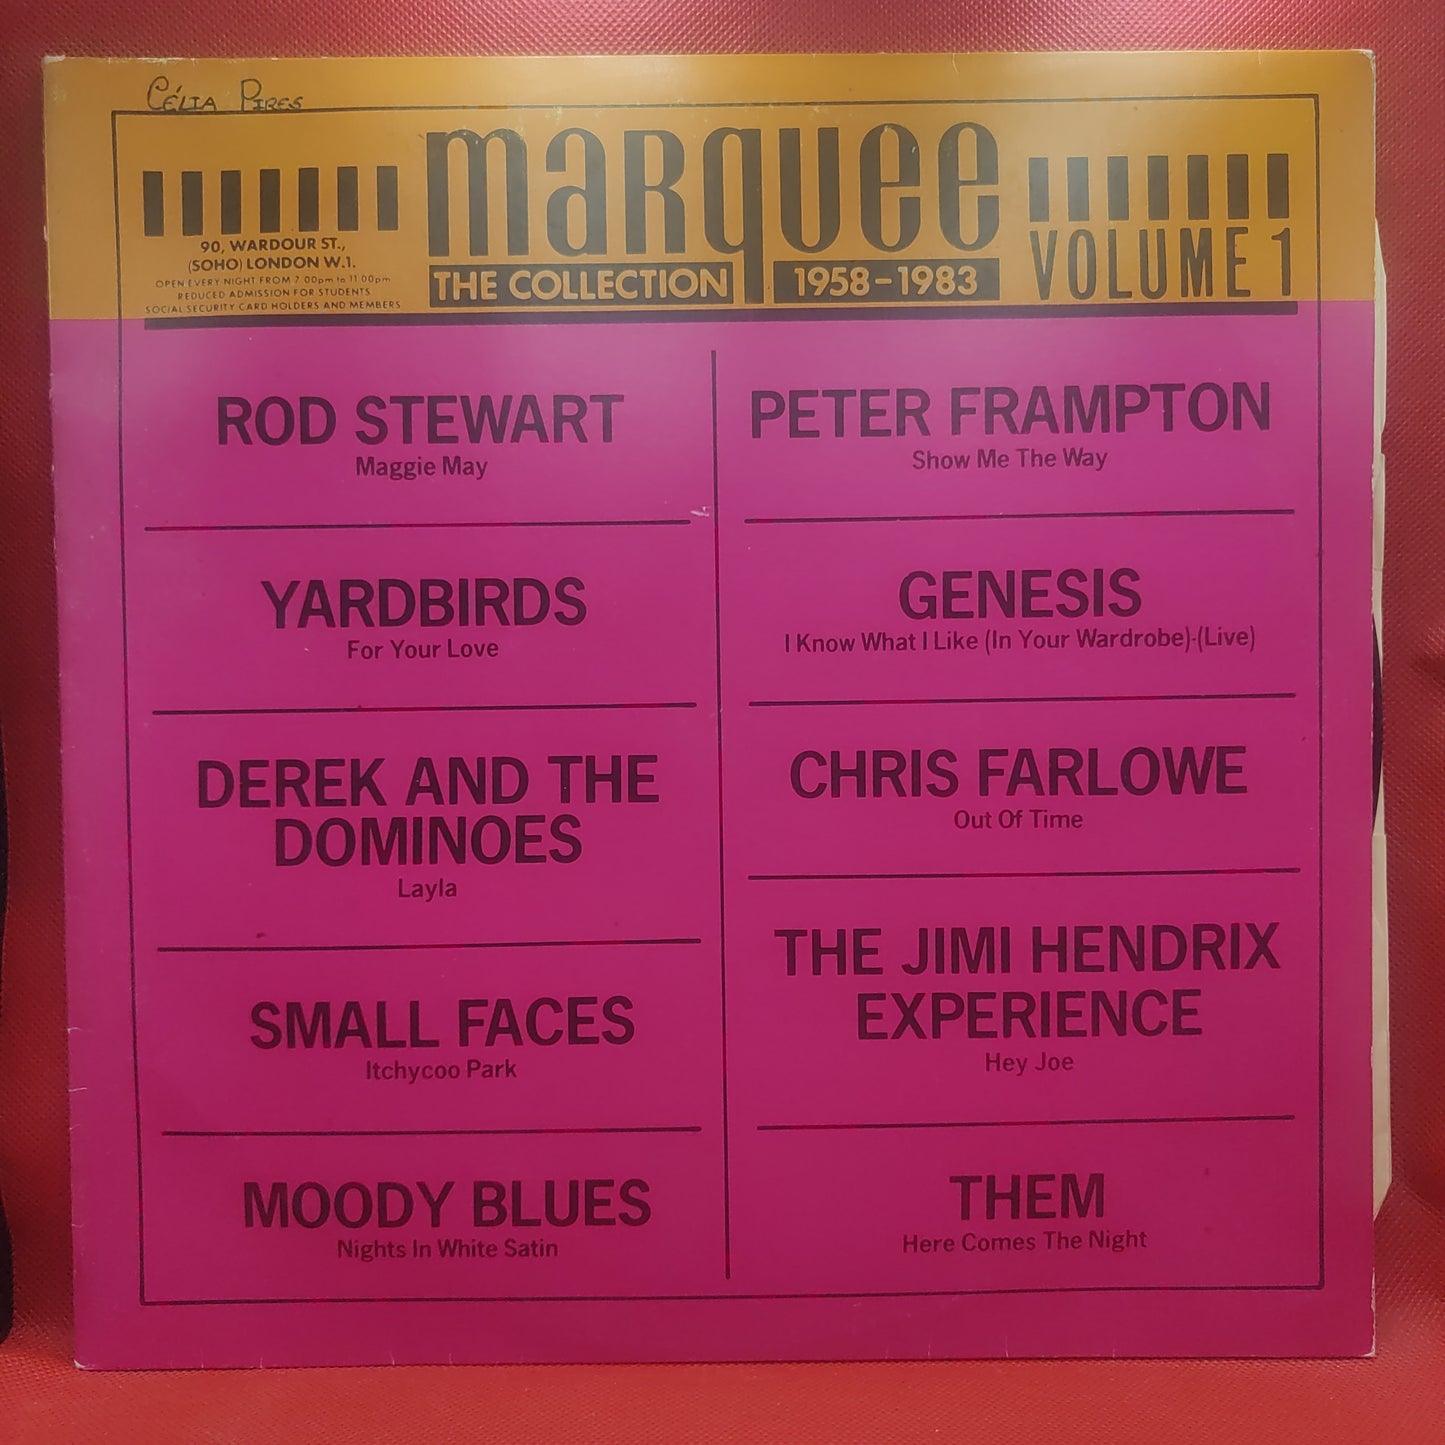 CÉLIA PIRES
marquee
90, WARDOUR ST.,
(SOHO) LONDON W.1.
OPEN EVERY NIGHT FROM 7.00pm to 11.00pm
REDUCED ADMISSION FOR STUDENTS
SOCIAL SECURITY CARD HOLDERS AND MEMBERS
THE COLLECTION 1958-1983
VOLUME 1
ROD STEWART
Maggie May
YARDBIRDS
For Your Love
DEREK AND THE
DOMINOES
Layla
SMALL FACES
Itchycoo Park
MOODY BLUES
Nights In White Satin
PETER FRAMPTON
Show Me The Way
GENESIS
I Know What I Like (In Your Wardrobe)-(Live)
CHRIS FARLOWE
Out Of Time
THE JIMI HENDRIX
EXPERIENCE
Hey Joe
THEM
Here Comes The Night